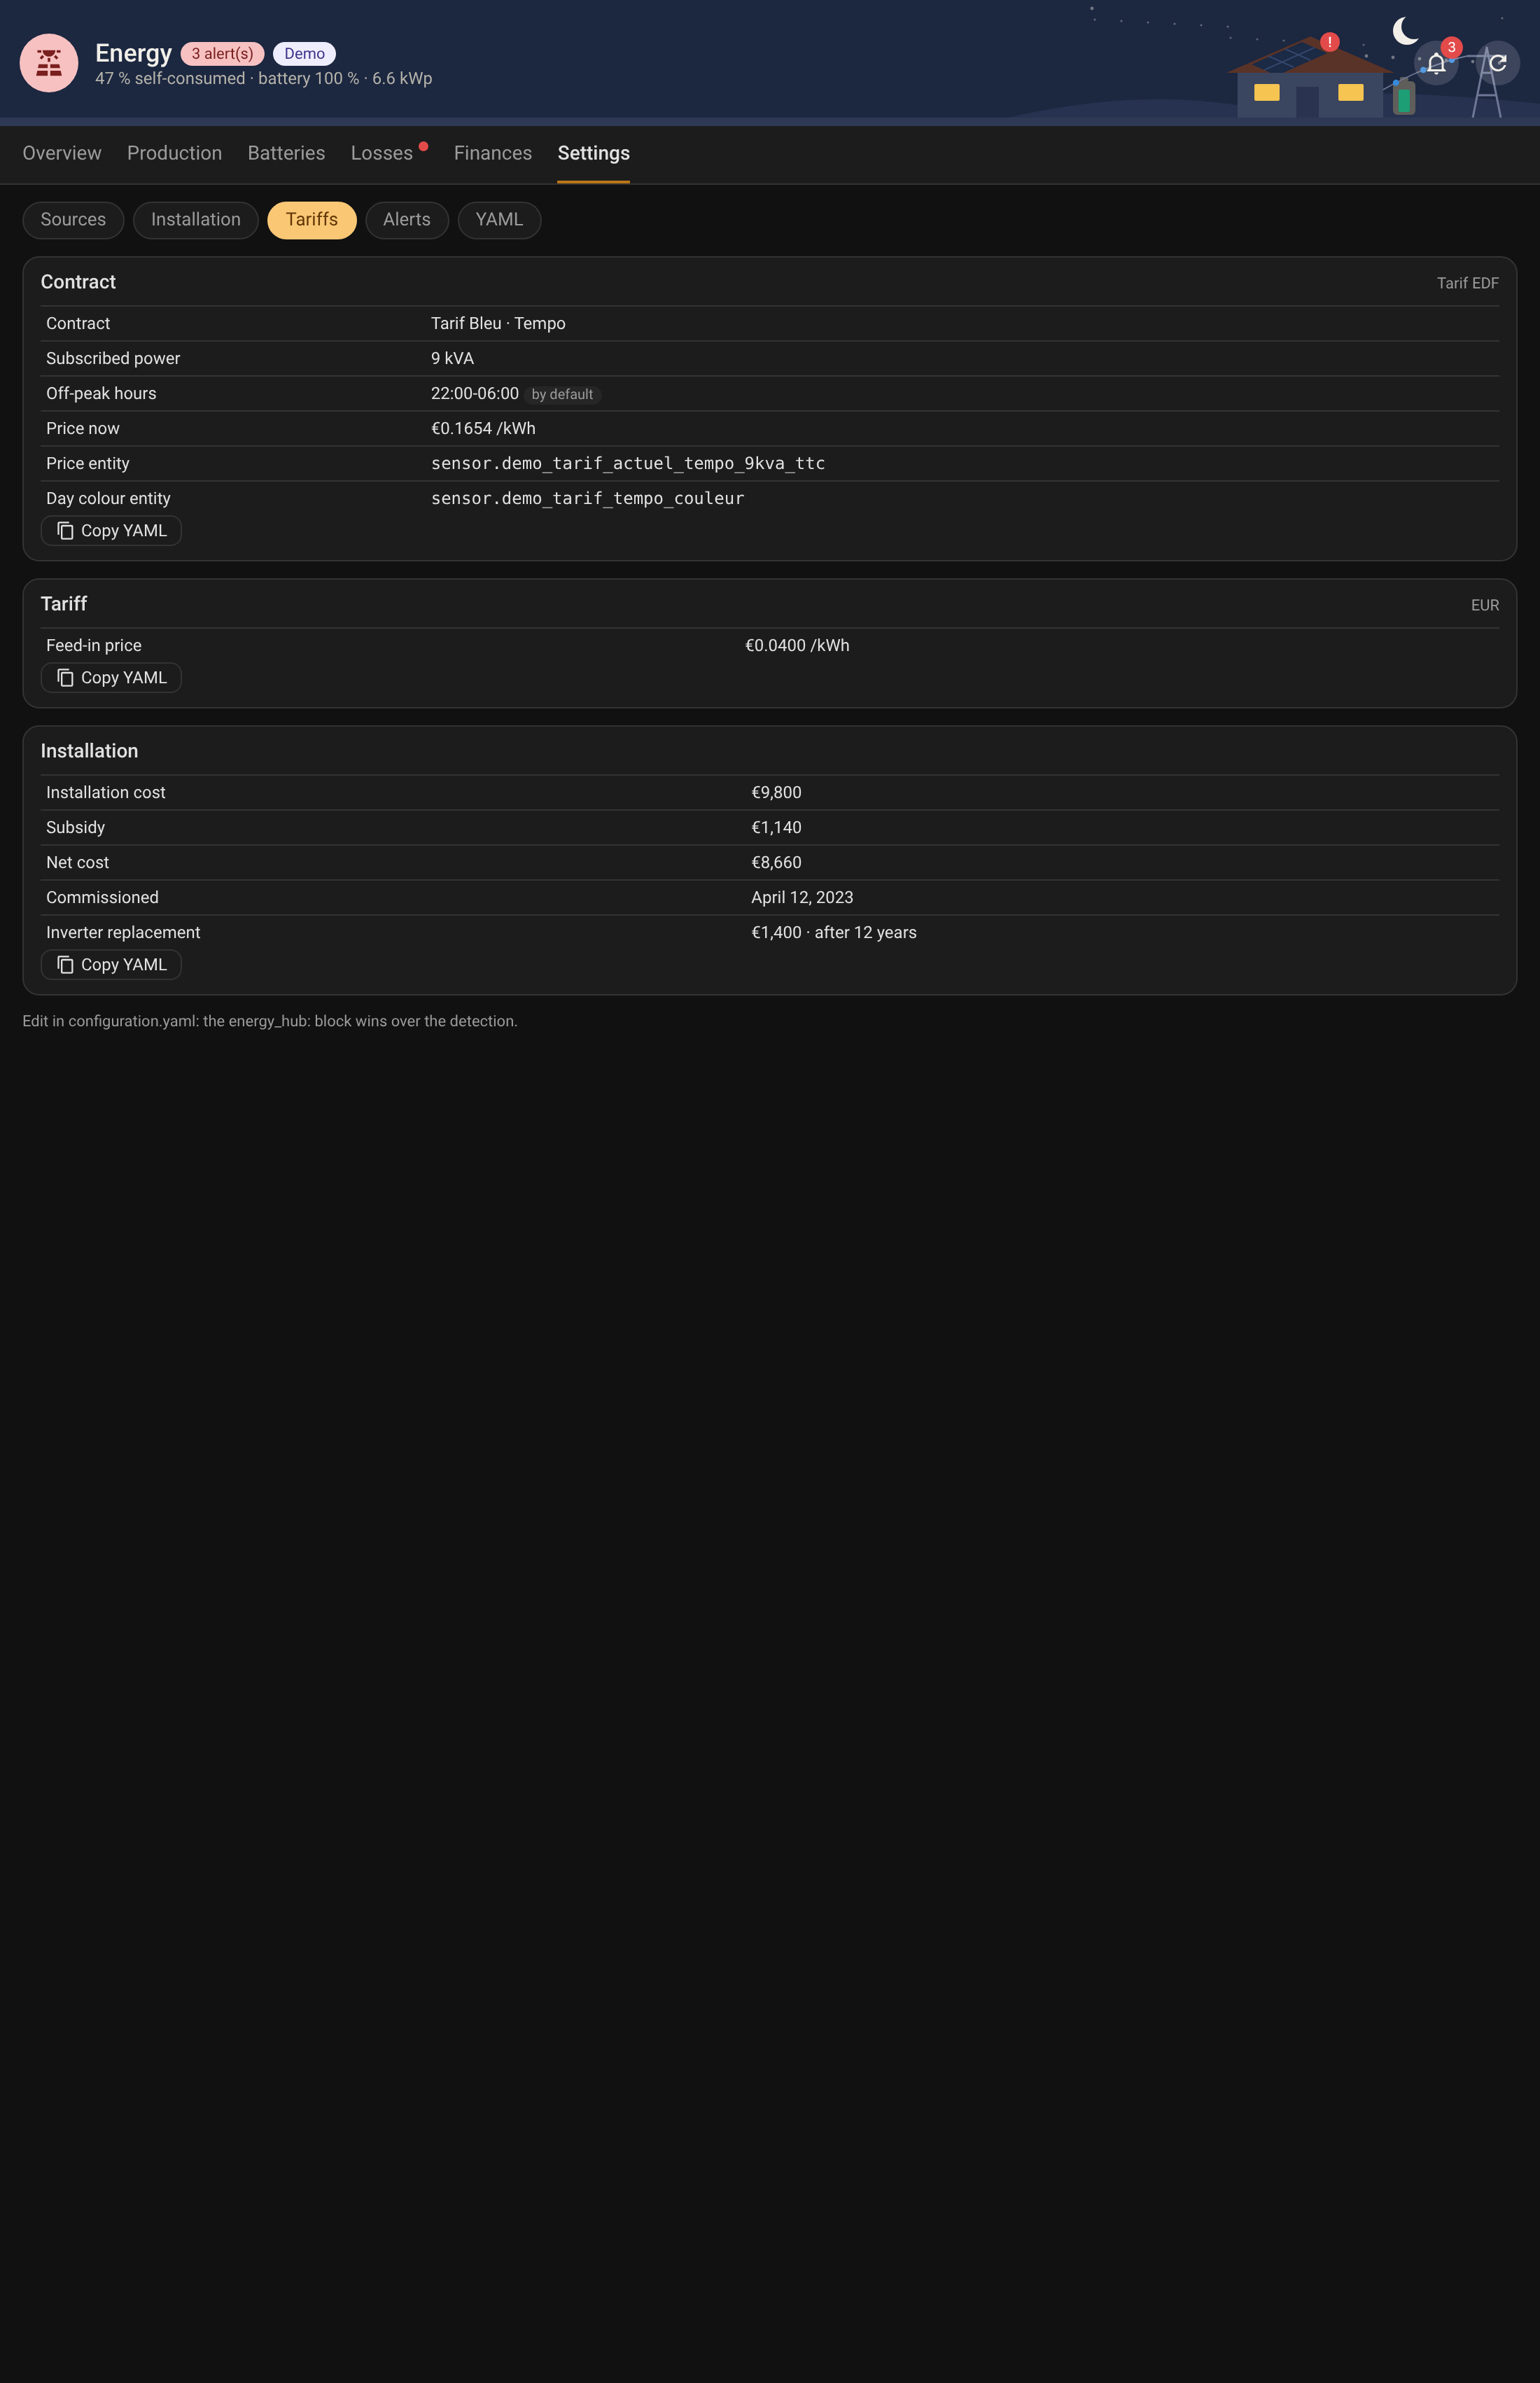 Energy 3 alert(s) Demo
47 % self-consumed · battery 100 % · 6.6 kWp
!
3
Overview Production Batteries Losses Finances Settings
Sources Installation Tariffs Alerts YAML
Contract Tarif EDF
Contract Tarif Bleu · Tempo
Subscribed power 9 kVA
Off-peak hours 22:00-06:00 by default
Price now €0.1654 /kWh
Price entity sensor.demo_tarif_actuel_tempo_9kva_ttc
Day colour entity sensor.demo_tarif_tempo_couleur
Copy YAML
Tariff EUR
Feed-in price €0.0400 /kWh
Copy YAML
Installation
Installation cost €9,800
Subsidy €1,140
Net cost €8,660
Commissioned April 12, 2023
Inverter replacement €1,400 · after 12 years
Copy YAML
Edit in configuration.yaml: the energy_hub: block wins over the detection.